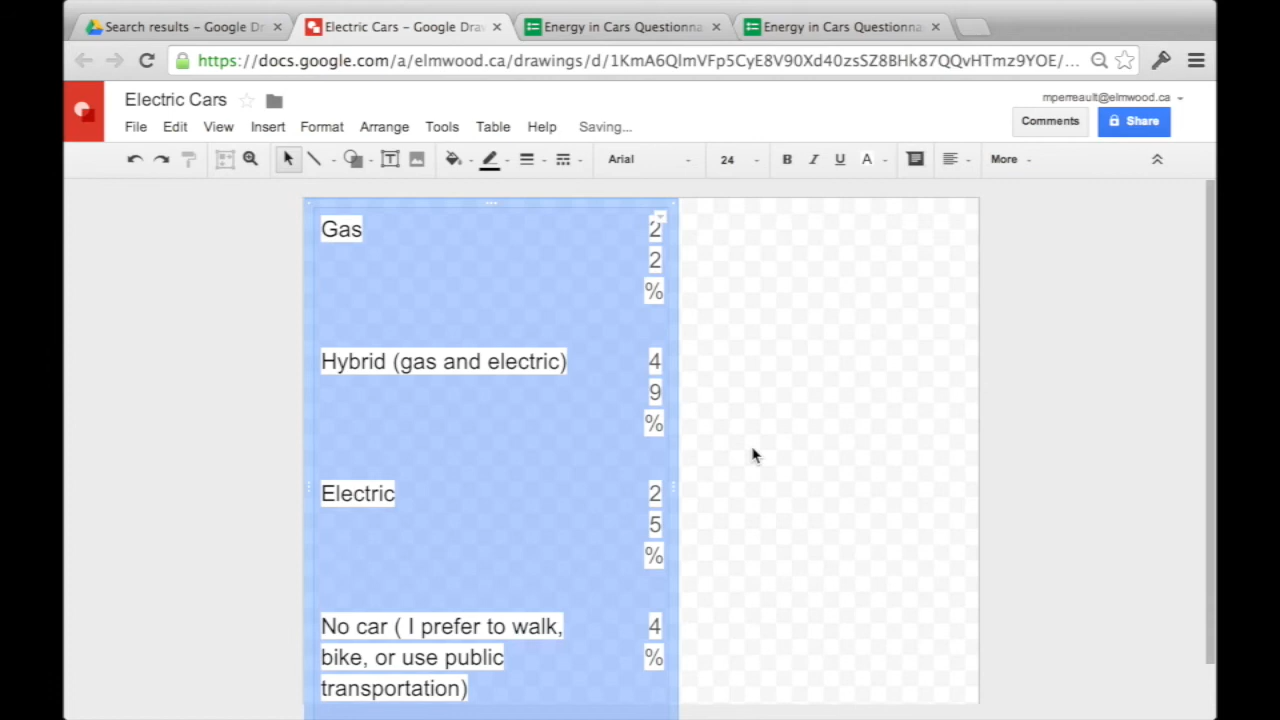 Search results – Google Dr
Electric Cars – Google Draw
Energy in Cars Questionna
Energy in Cars Questionna
https://docs.google.com/a/elmwood.ca/drawings/d/1KmA6QlmVFp5CyE8V90Xd40zsSZ8BHk87QQvHTmz9YOE/...
Electric Cars
mperreault@elmwood.ca
File Edit View Insert Format Arrange Tools Table Help Saving...
Comments
Share
Arial 24 B I U A More
Gas 2
2
%
Hybrid (gas and electric) 4
9
%
Electric 2
5
%
No car ( I prefer to walk, 4
bike, or use public %
transportation)